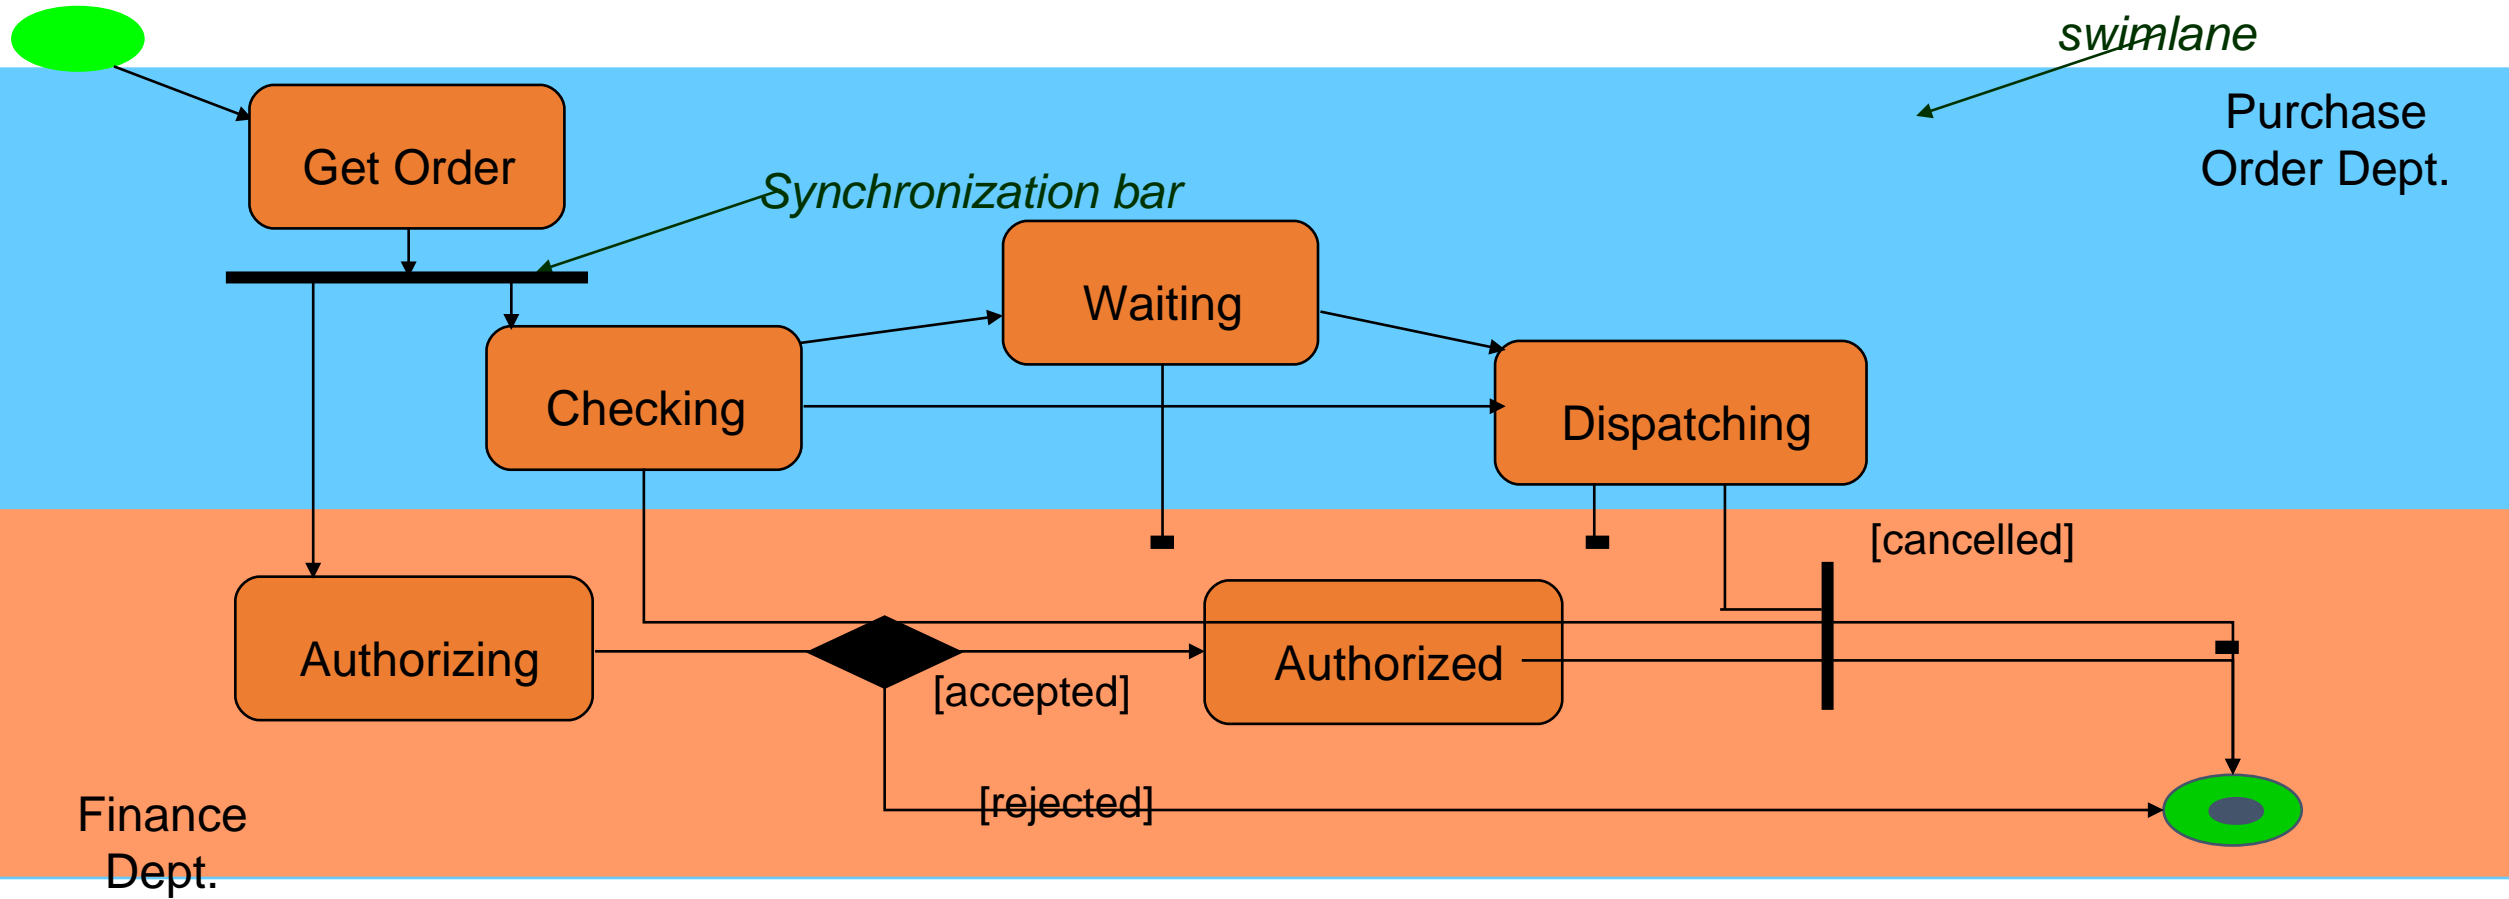 swimlane
Purchase
Order Dept.
Get Order
Synchronization bar
Waiting
Checking
Dispatching
[cancelled]
Authorizing
Authorized
[accepted]
[rejected]
Finance
Dept.